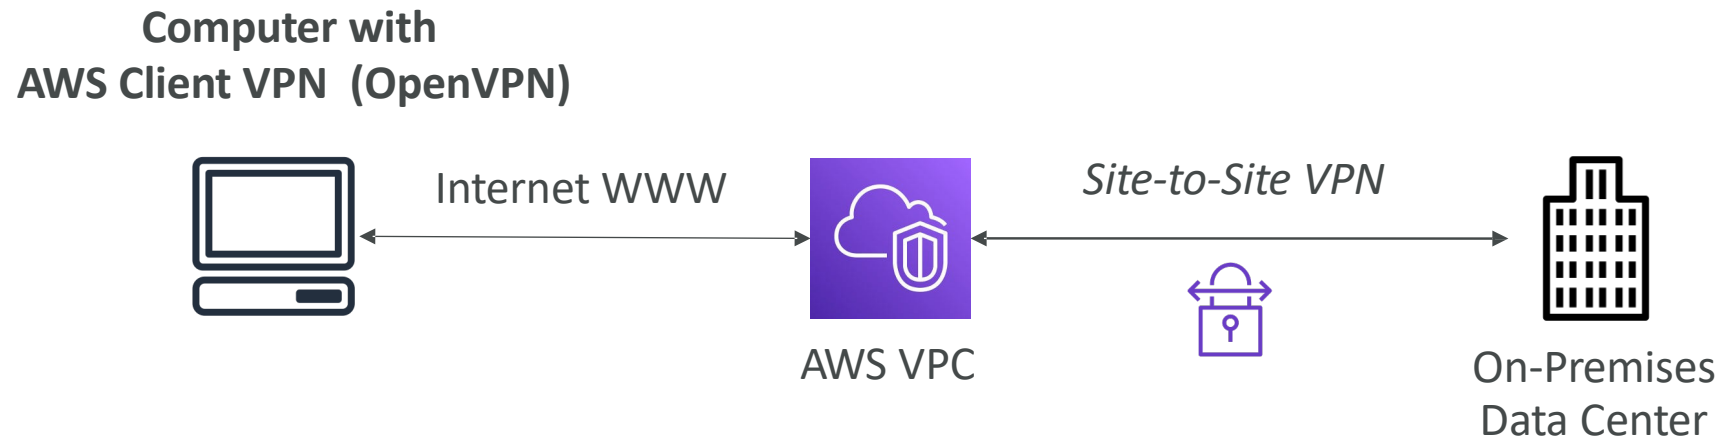 Computer with
AWS Client VPN (OpenVPN)
Internet WWW
Site-to-Site VPN
AWS VPC
On-Premises
Data Center